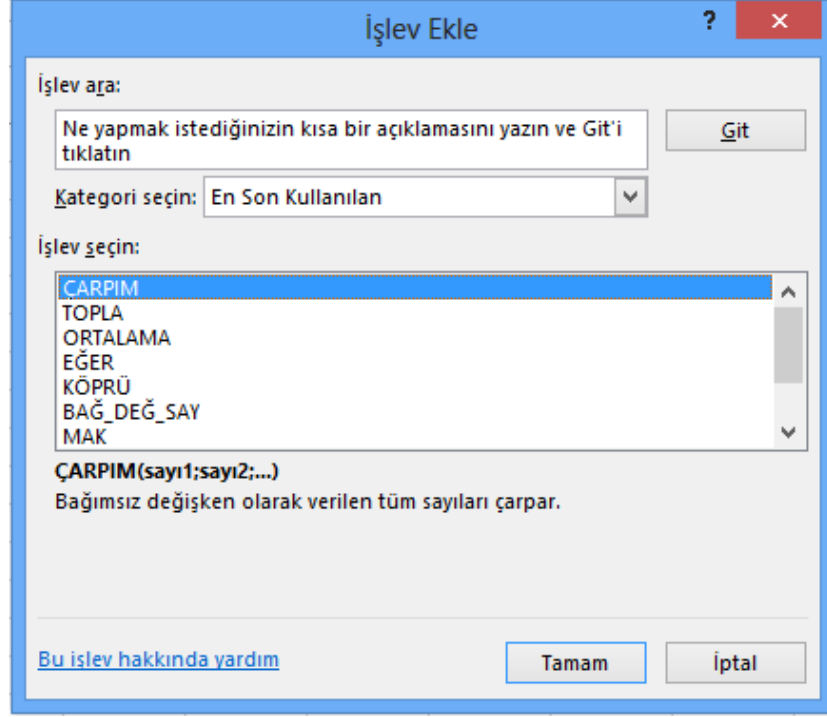 İşlev Ekle
?
İşlev ara:
Ne yapmak istediğinizin kısa bir açıklamasını yazın ve Git'i
tıklatın
Git
Kategori seçin: En Son Kullanılan
İşlev seçin:
ÇARPIM
TOPLA
ORTALAMA
EĞER
KÖPRÜ
BAĞ_DEĞ_SAY
MAK
ÇARPIM(sayı1;sayı2;...)
Bağımsız değişken olarak verilen tüm sayıları çarpar.
Bu işlev hakkında yardım
Tamam
İptal